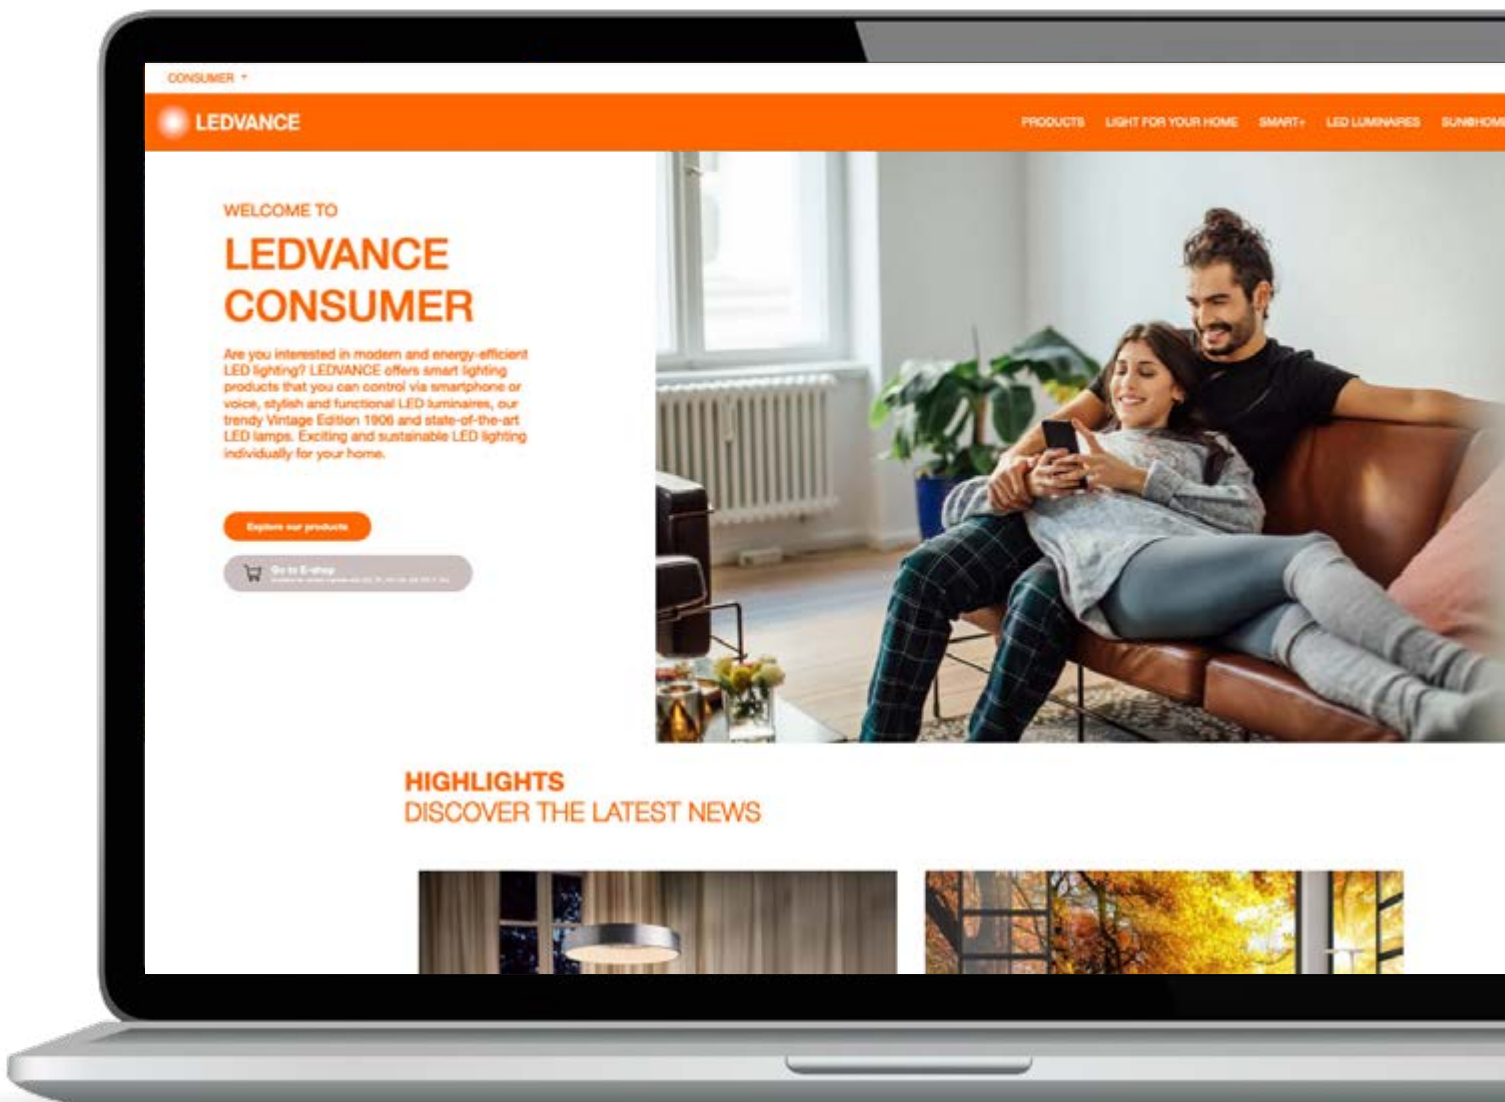 CONSUMER
LEDVANCE
PRODUCTS LIGHT FOR YOUR HOME SMART+ LED LUMINAIRES SUN@HOME
WELCOME TO
LEDVANCE
CONSUMER
Are you interested in modern and energy-efficient
LED lighting? LEDVANCE offers smart lighting
products that you can control via smartphone or
voice, stylish and functional LED luminaires, our
trendy Vintage Edition 1906 and state-of-the-art
LED lamps. Exciting and sustainable LED lighting
individually for your home.
Explore our products
Go to E-shop
HIGHLIGHTS
DISCOVER THE LATEST NEWS